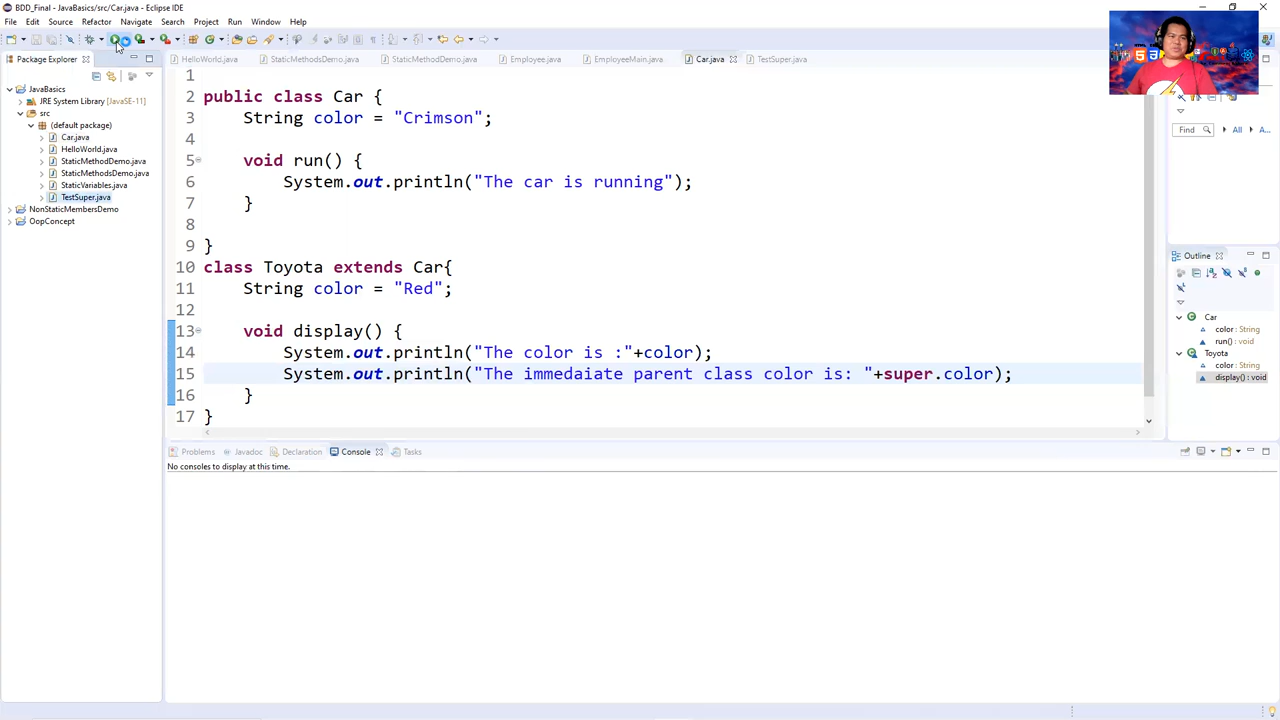 BDD_Final - JavaBasics/src/Car.java - Eclipse IDE
File Edit Source Refactor Navigate Search Project Run Window Help
Package Explorer
JavaBasics
JRE System Library [JavaSE-11]
src
(default package)
Car.java
HelloWorld.java
StaticMethodDemo.java
StaticMethodsDemo.java
StaticVariables.java
TestSuper.java
NonStaticMembersDemo
OopConcept
HelloWorld.java StaticMethodsDemo.java StaticMethodDemo.java Employee.java EmployeeMain.java Car.java TestSuper.java
1
2 public class Car {
3 String color = "Crimson";
4
5 void run() {
6 System.out.println("The car is running");
7 }
8
9 }
10 class Toyota extends Car{
11 String color = "Red";
12
13 void display() {
14 System.out.println("The color is :"+color);
15 System.out.println("The immedaiate parent class color is: "+super.color);
16 }
17 }
Problems Javadoc Declaration Console Tasks
No consoles to display at this time.
Find All A...
Outline
Car
color : String
run() : void
Toyota
color : String
display() : void